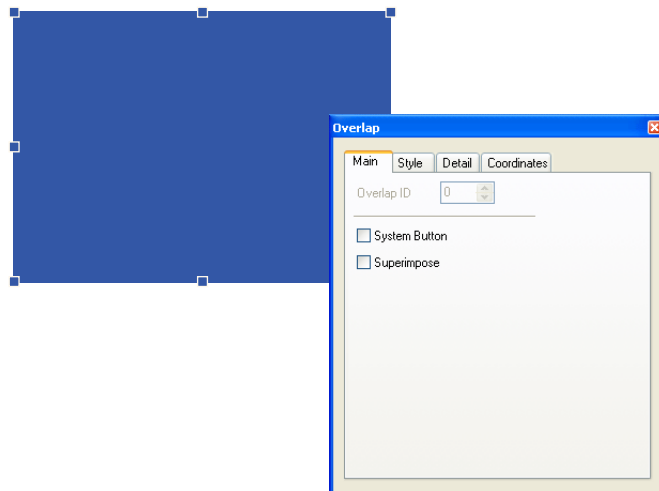 Overlap
Main Style Detail Coordinates
Overlap ID 0
System Button
Superimpose